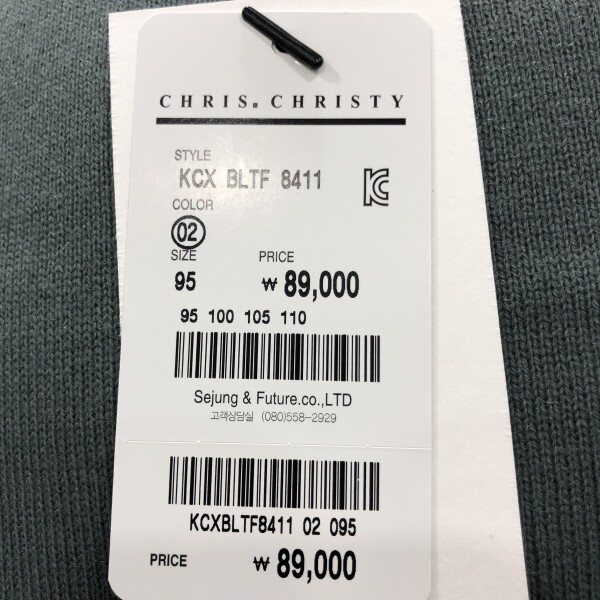 CHRIS. CHRISTY
STYLE
KCX BLTF 8411
COLOR
02
SIZE PRICE
95 ₩ 89,000
95 100 105 110
Sejung & Future.co.,LTD
고객상담실 (080)558-2929
KCXBLTF8411 02 095
PRICE ₩ 89,000